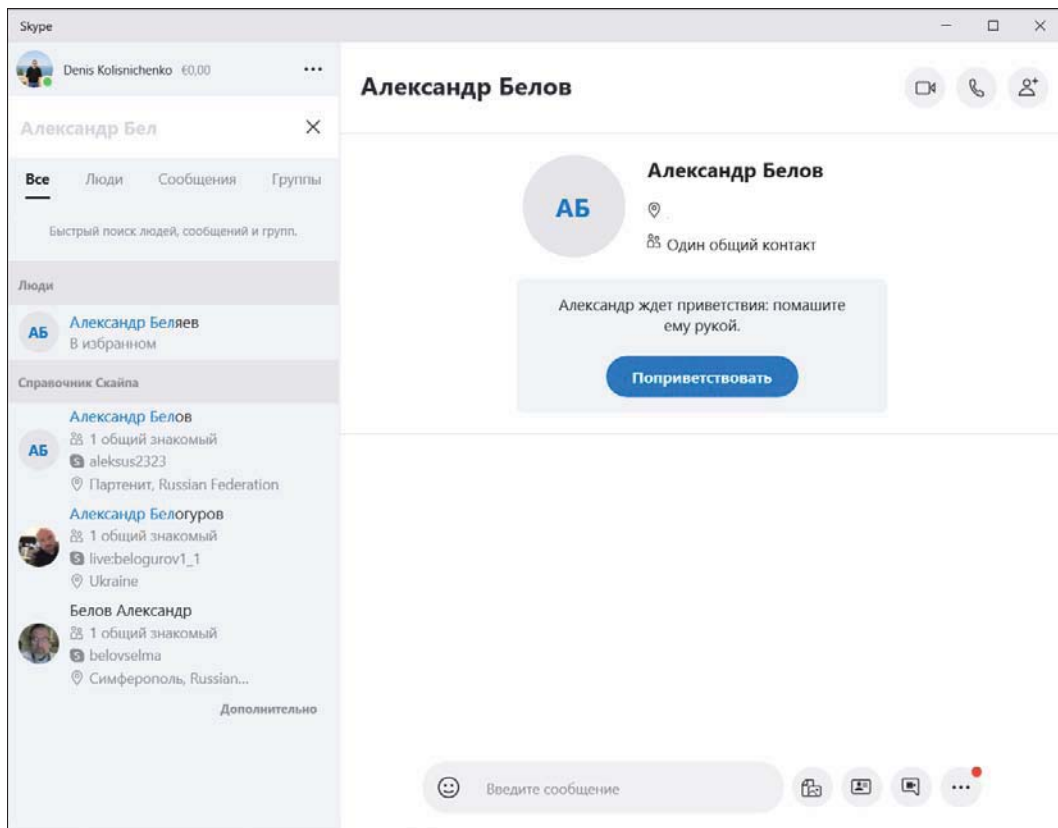 Skype
Denis Kolisnichenko €0,00
Александр Бел
Все Люди Сообщения Группы
Быстрый поиск людей, сообщений и групп.
Люди
АБ
Александр Беляев
В избранном
Справочник Скайпа
АБ
Александр Белов
1 общий знакомый
aleksus2323
Партенит, Russian Federation
Александр Белогуров
1 общий знакомый
live:belogurov1_1
Ukraine
Белов Александр
1 общий знакомый
belovselma
Симферополь, Russian...
Дополнительно
Александр Белов
АБ
Александр Белов
Один общий контакт
Александр ждет приветствия: помашите
ему рукой.
Поприветствовать
Введите сообщение